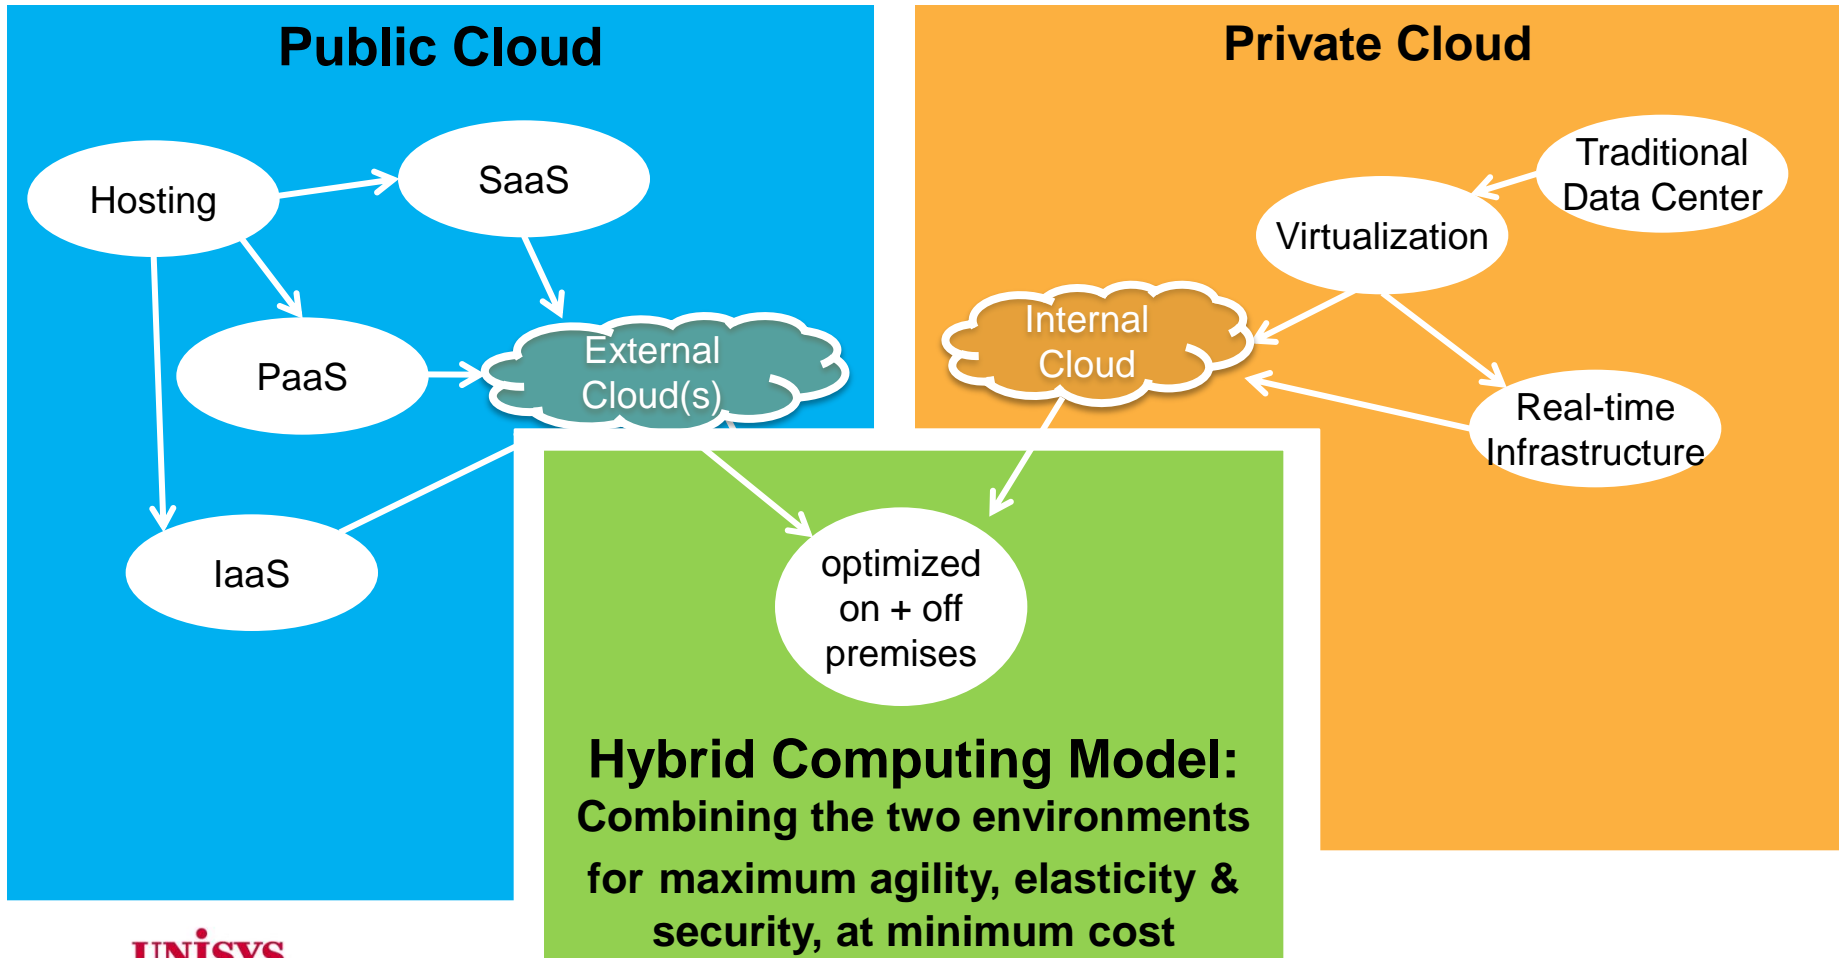 Public Cloud
Hosting
SaaS
PaaS
External
Cloud(s)
IaaS
Private Cloud
Traditional
Data Center
Virtualization
Internal
Cloud
Real-time
Infrastructure
optimized
on + off
premises
Hybrid Computing Model:
Combining the two environments
for maximum agility, elasticity &
security, at minimum cost
UNISYS